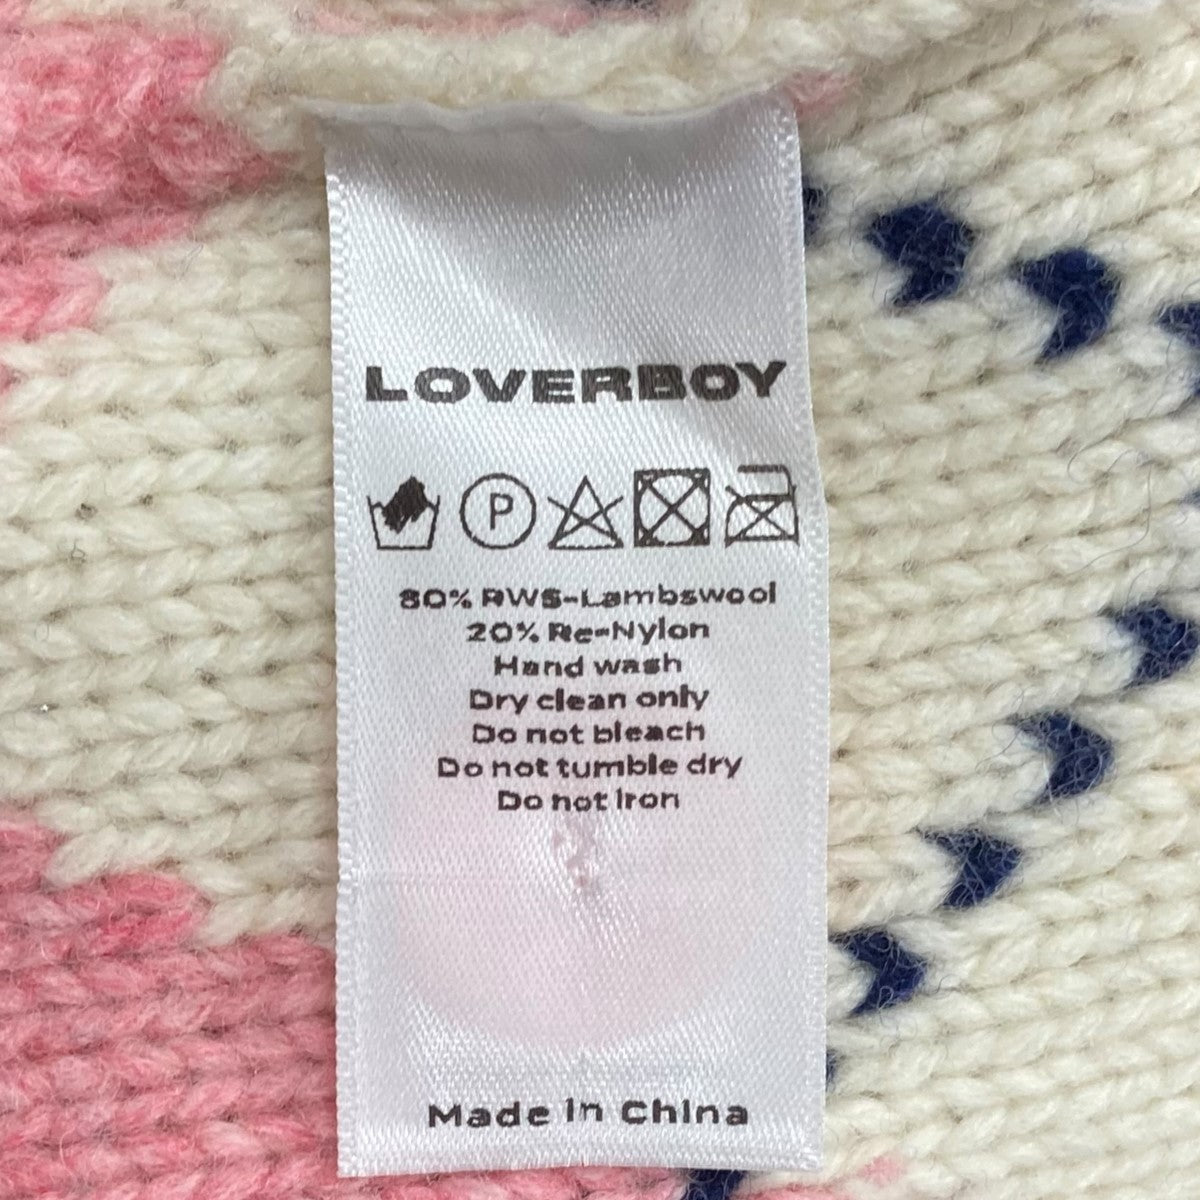 LOVERBOY
P
80% RWS-Lambswool
20% Re-Nylon
Hand wash
Dry clean only
Do not bleach
Do not tumble dry
Do not Iron
Made in China